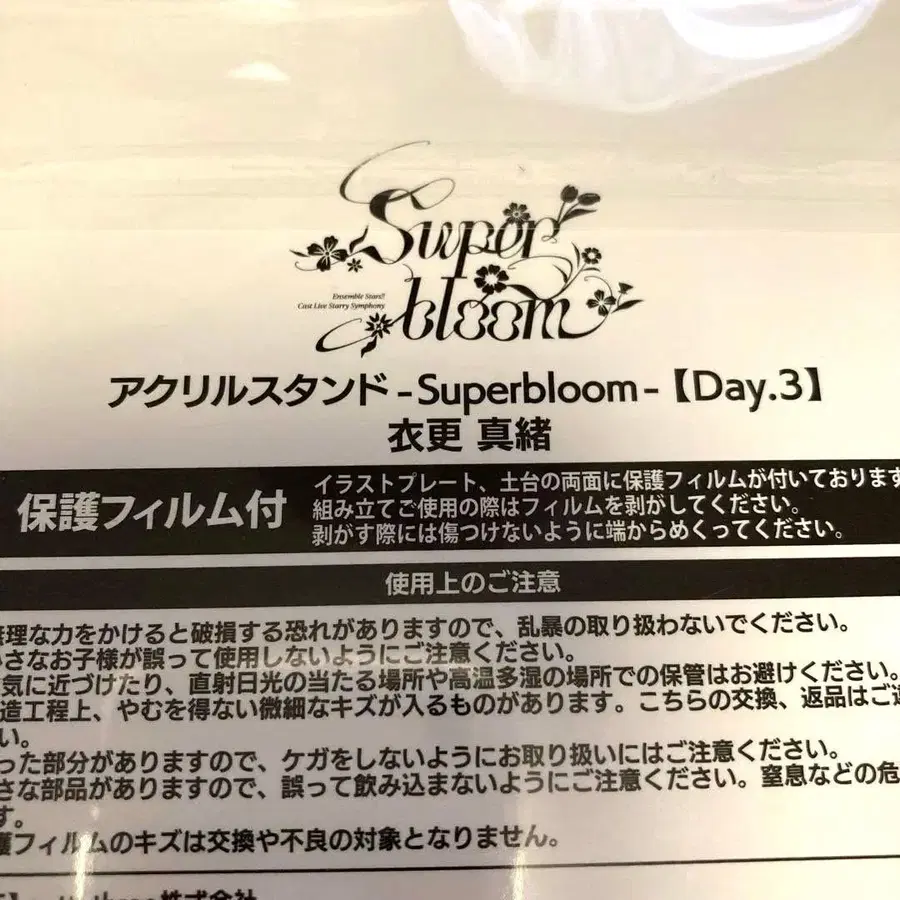 Super
bloom
Ensemble Stars!!
Cast Live Starry Symphony
アクリルスタンド -Superbloom-【Day.3】
衣更 真緒
保護フィルム付
イラストプレート、土台の両面に保護フィルムが付いております
組み立てご使用の際はフィルムを剥がしてください。
剥がす際には傷つけないように端からめくってください。
使用上のご注意
理な力をかけると破損する恐れがありますので、乱暴の取り扱わないでください。
さなお子様が誤って使用しないようにご注意ください。
気に近づけたり、直射日光の当たる場所や高温多湿の場所での保管はお避けください。
造工程上、やむを得ない微細なキズが入るものがあります。こちらの交換、返品はご
い。
った部分がありますので、ケガをしないようにお取り扱いにはご注意ください。
さな部品がありますので、誤って飲み込まないようにご注意ください。窒息などの危
す。
護フィルムのキズは交換や不良の対象となりません。
株式会社